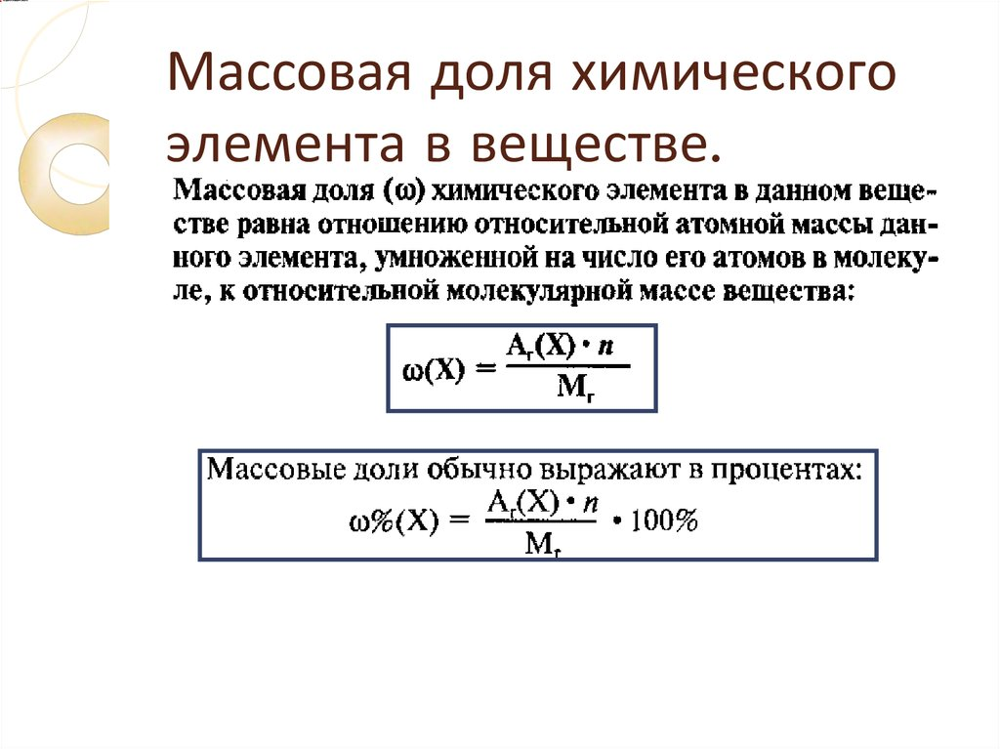 Массовая доля химического
элемента в веществе.
Массовая доля (ω) химического элемента в данном веще-
стве равна отношению относительной атомной массы дан-
ного элемента, умноженной на число его атомов в молеку-
ле, к относительной молекулярной массе вещества:
ω(X) = Ar(X) • n / Mr
Массовые доли обычно выражают в процентах:
ω%(X) = Ar(X) • n / Mr • 100%